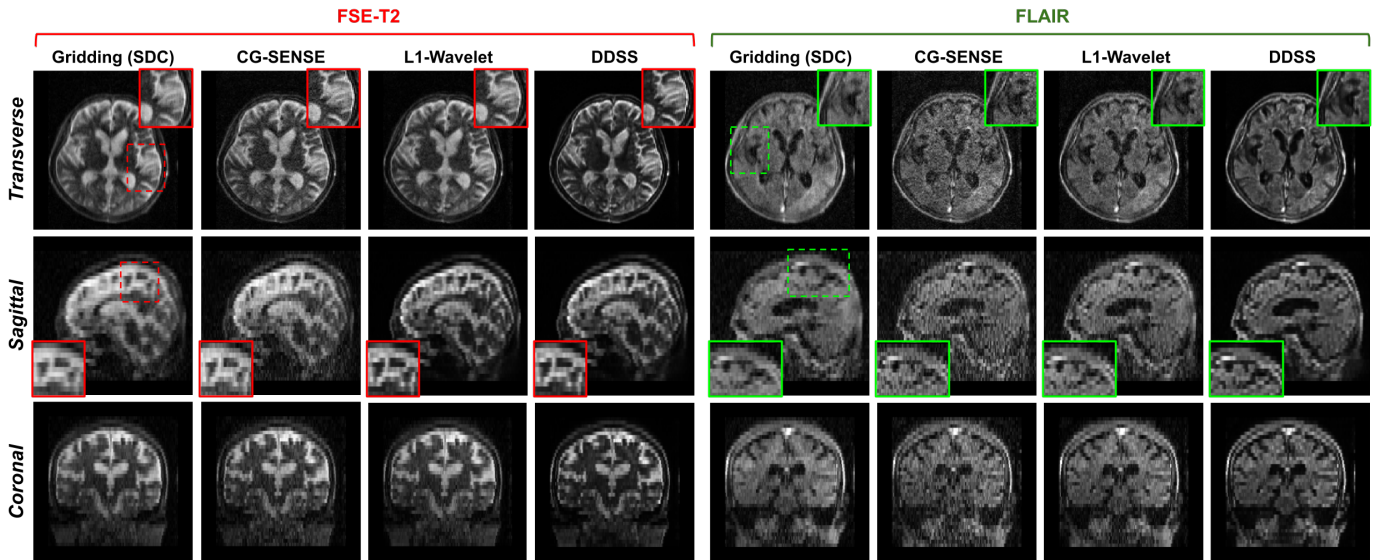 FSE-T2 FLAIR
Gridding (SDC) CG-SENSE L1-Wavelet DDSS Gridding (SDC) CG-SENSE L1-Wavelet DDSS
Transverse
Sagittal
Coronal